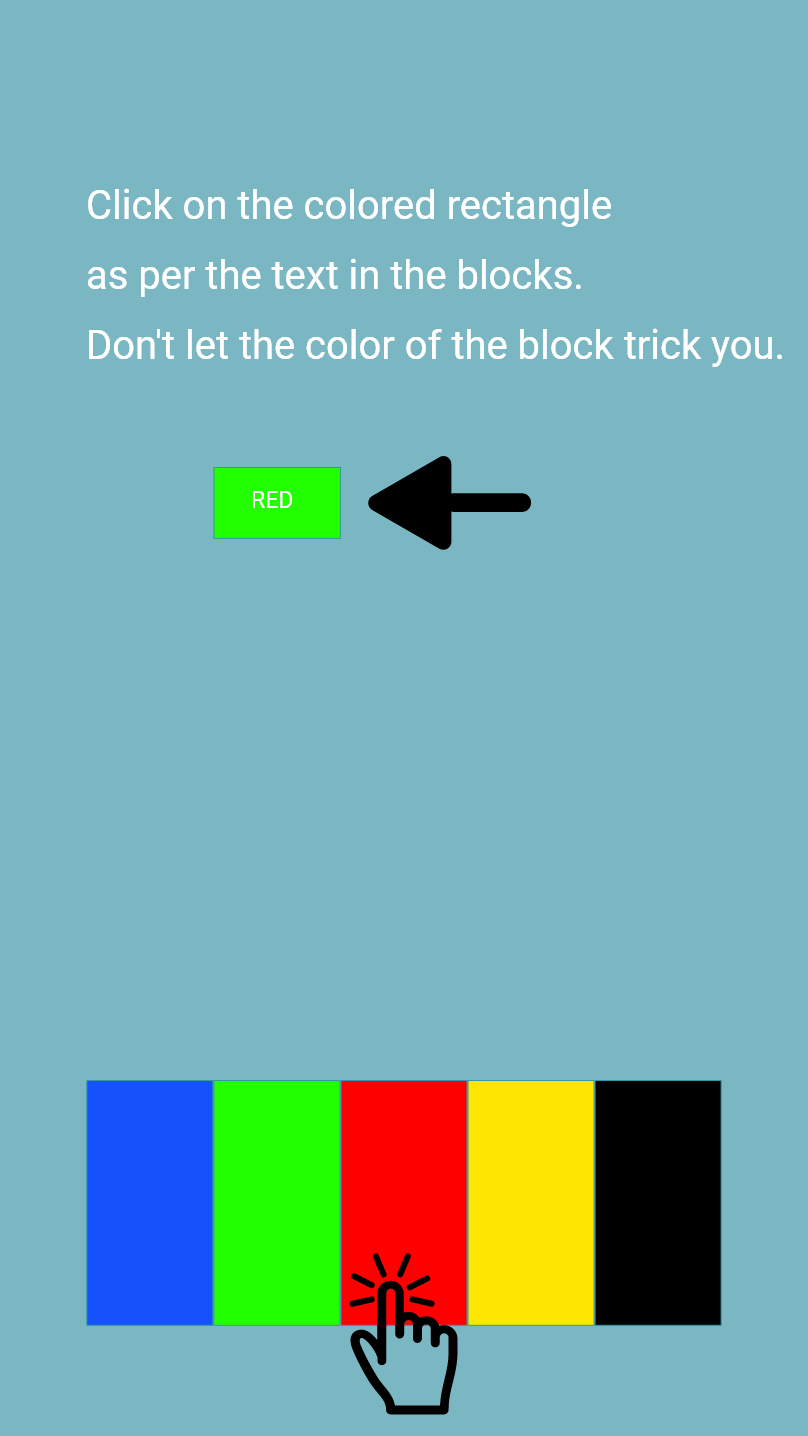 Click on the colored rectangle
as per the text in the blocks.
Don't let the color of the block trick you.
RED